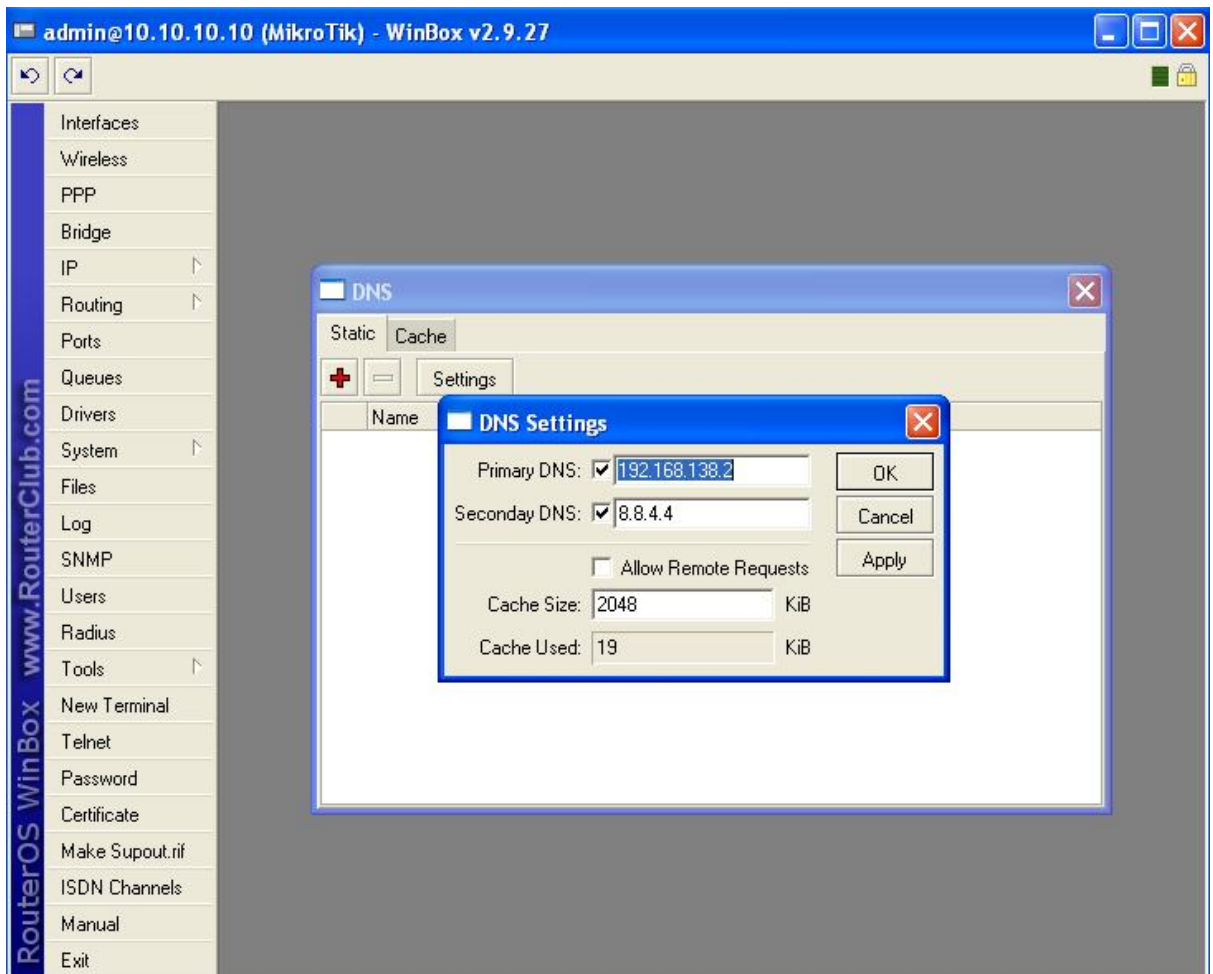 admin@10.10.10.10 (MikroTik) - WinBox v2.9.27
Interfaces
Wireless
PPP
Bridge
IP
Routing
Ports
Queues
Drivers
System
Files
Log
SNMP
Users
Radius
Tools
New Terminal
Telnet
Password
Certificate
Make Supout.rif
ISDN Channels
Manual
Exit
RouterOS WinBox www.RouterClub.com
DNS
Static Cache
Settings
Name
DNS Settings
Primary DNS: 192.168.138.2 OK
Seconday DNS: 8.8.4.4 Cancel
Allow Remote Requests Apply
Cache Size: 2048 KiB
Cache Used: 19 KiB